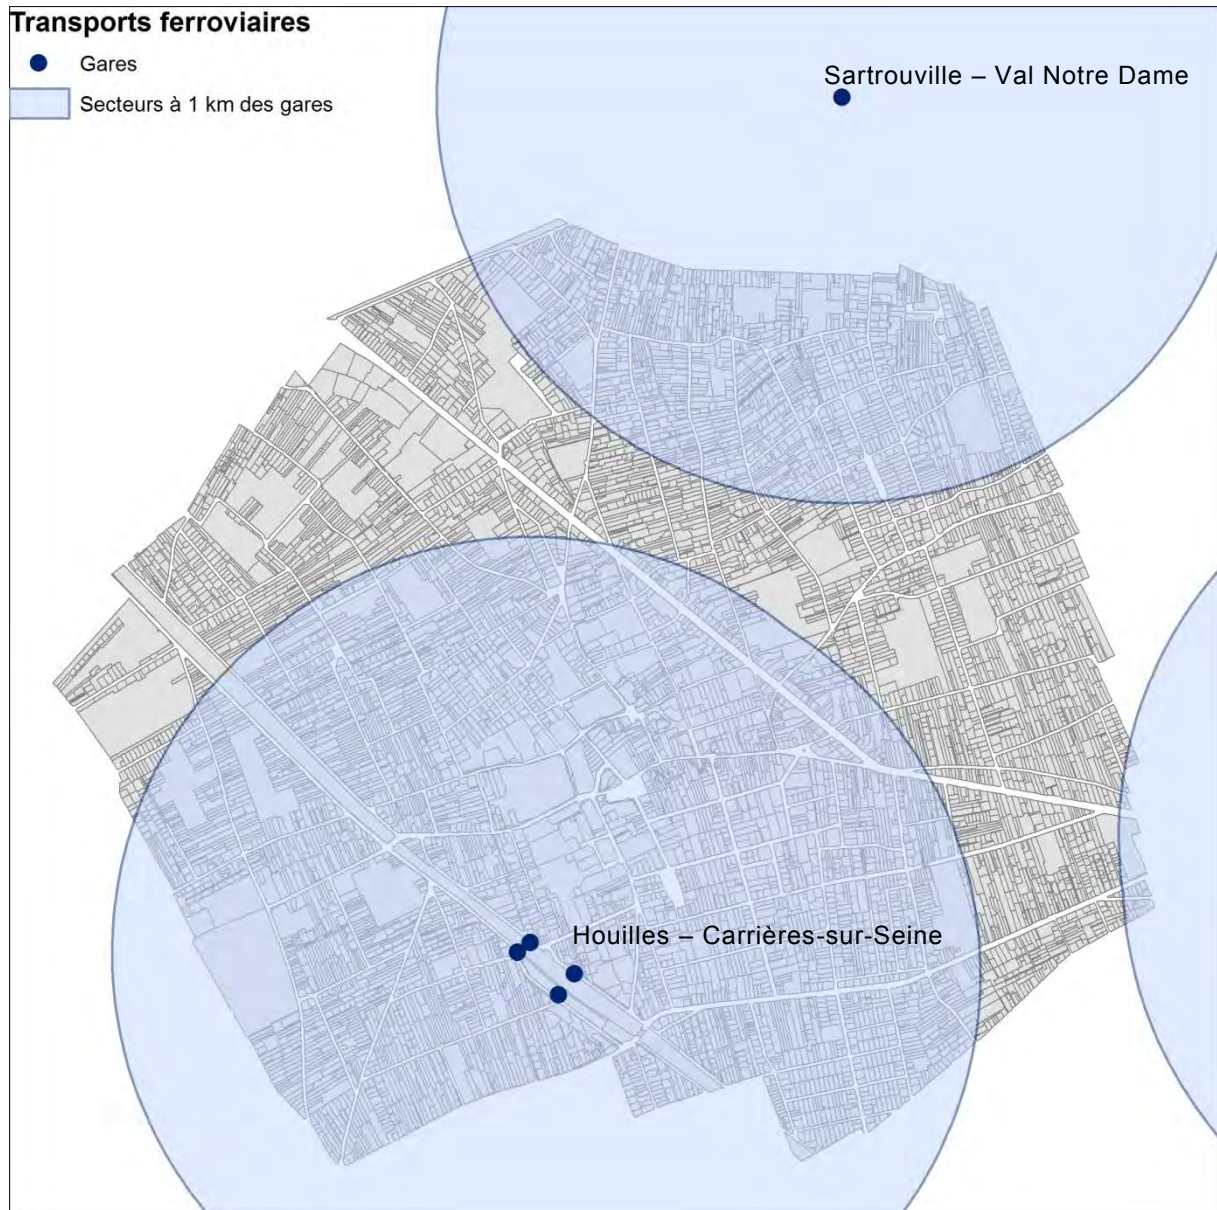 Transports ferroviaires
Gares
Secteurs à 1 km des gares
Sartrouville – Val Notre Dame
Houilles – Carrières-sur-Seine